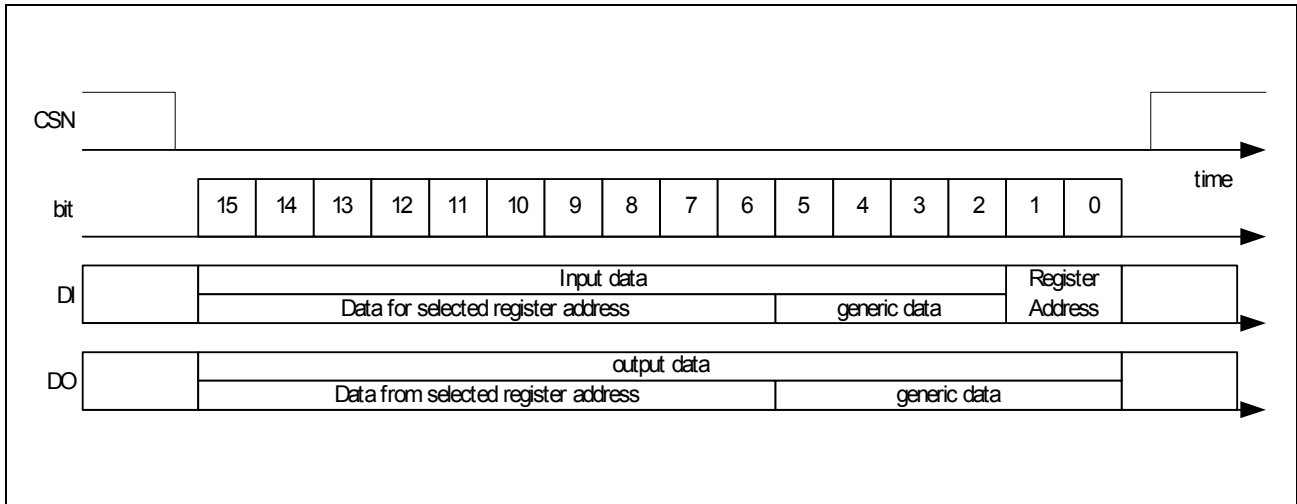 CSN
time
bit 15 14 13 12 11 10 9 8 7 6 5 4 3 2 1 0
DI
Input data
Register
Data for selected register address generic data Address
DO
output data
Data from selected register address generic data